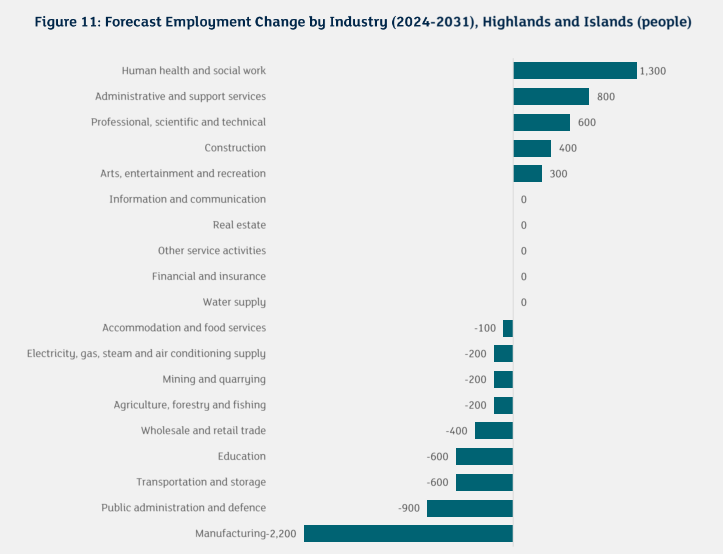 Figure 11: Forecast Employment Change by Industry (2024-2031), Highlands and Islands (people)
Human health and social work 1,300
Administrative and support services 800
Professional, scientific and technical 600
Construction 400
Arts, entertainment and recreation 300
Information and communication 0
Real estate 0
Other service activities 0
Financial and insurance 0
Water supply 0
Accommodation and food services -100
Electricity, gas, steam and air conditioning supply -200
Mining and quarrying -200
Agriculture, forestry and fishing -200
Wholesale and retail trade -400
Education -600
Transportation and storage -600
Public administration and defence -900
Manufacturing -2,200